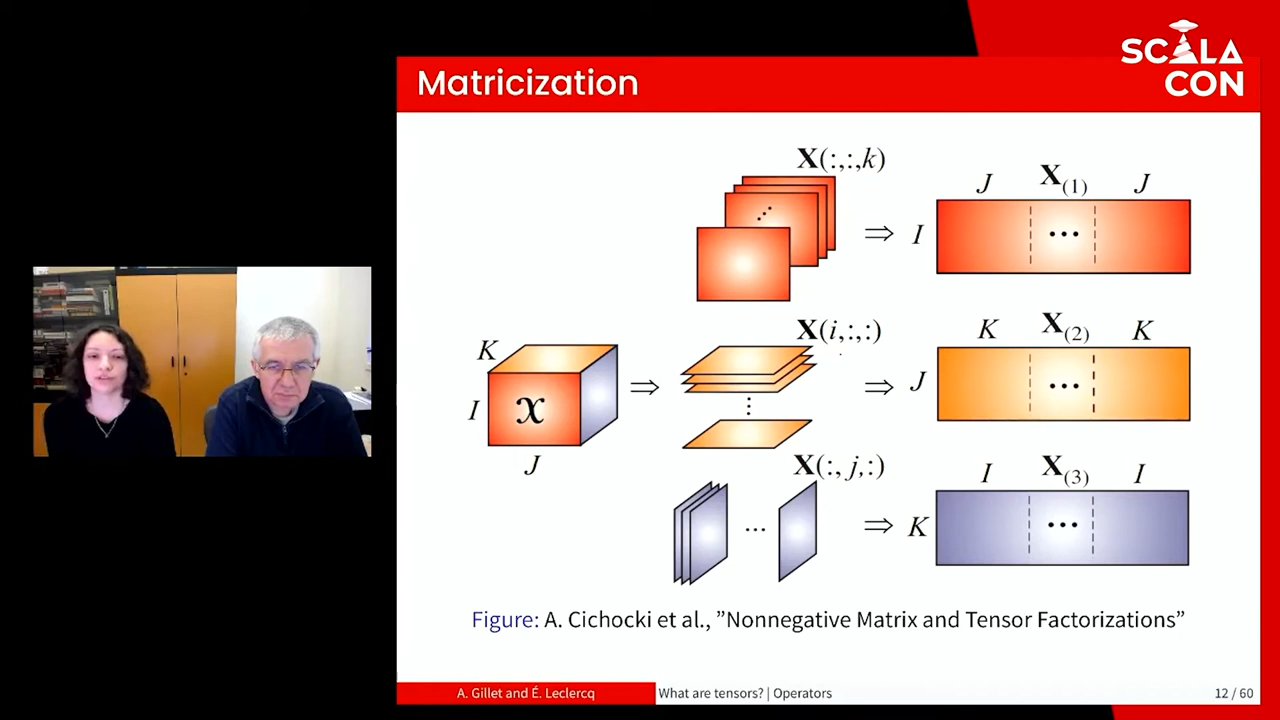 SCALA
CON
Matricization
X(:,:,k)
J X(1) J
I
...
X(i,:,:)
K X(2) K
J
...
K
I
X
J
X(:, j,:)
I X(3) I
K
...
Figure: A. Cichocki et al., ”Nonnegative Matrix and Tensor Factorizations”
A. Gillet and É. Leclercq
What are tensors? | Operators
12 / 60